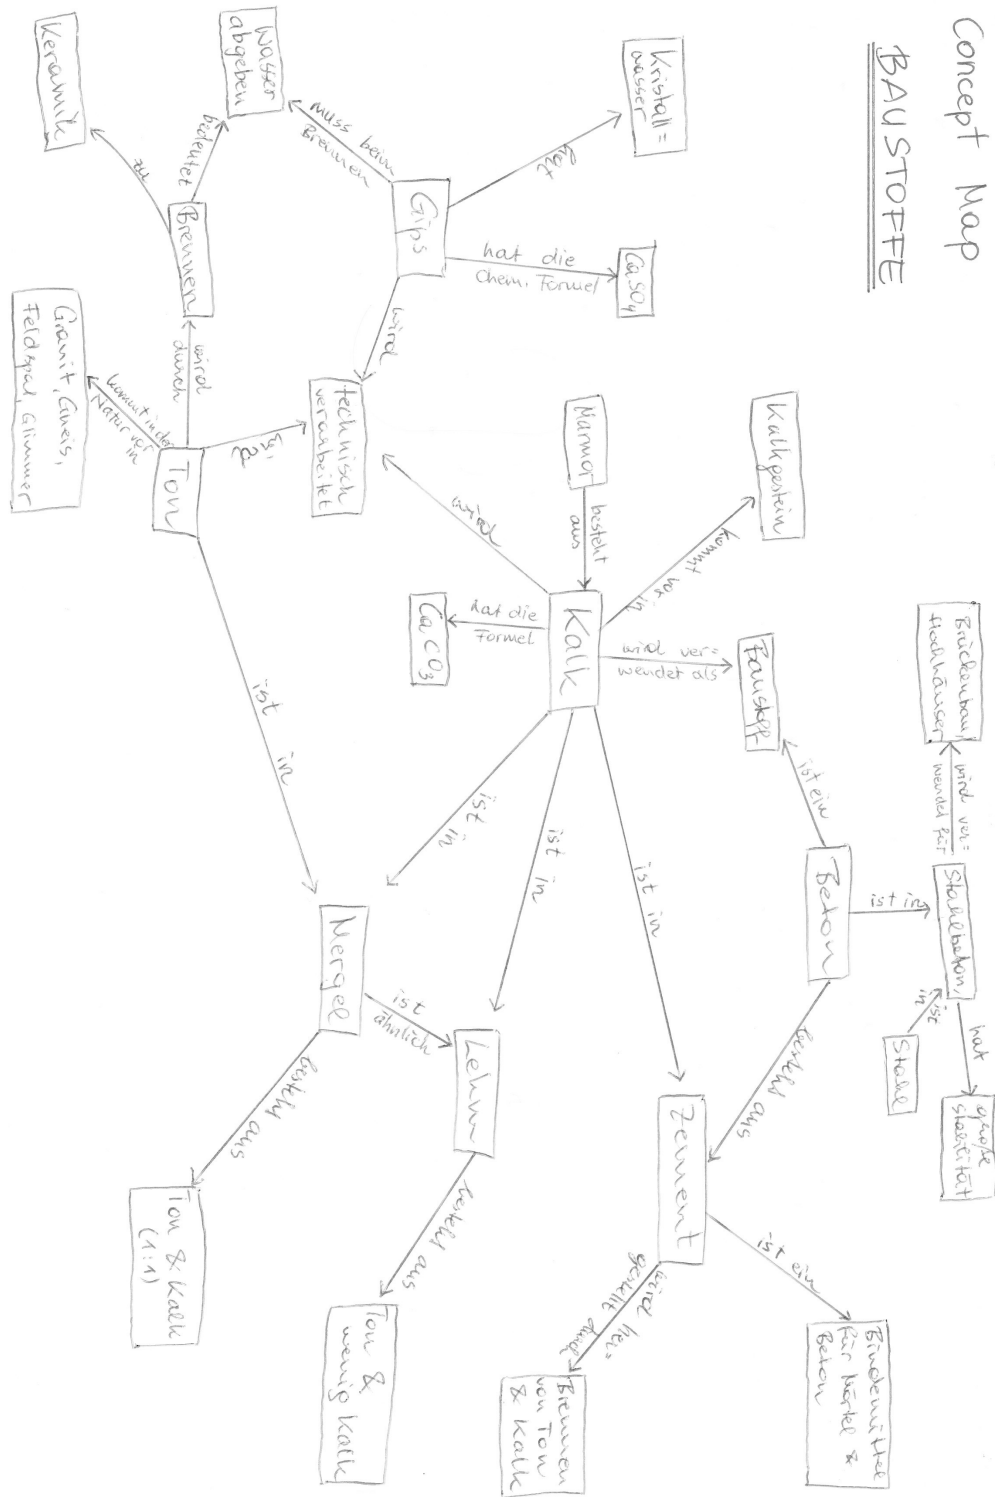 Concept Map
BAUSTOFFE
Kristall=
wasser
hat
CaSO4
hat die
Chem. Formel
Gips
muss beim
Brennen
Wasser
abgeben
bedeutet
Keramik
zu
Brennen
wird
technisch
verarbeitet
wird
durch
Ton
kommt in der
Natur vor
in
Granit, Gneis,
Feldspat, Glimmer
Kalkgestein
kommt vor in
Marmor
besteht
aus
Kalk
wird
hat die
Formel
CaCO3
wird ver=
wendet als
Baustoff
ist ein
Beton
ist in
Stahlbeton,
wird ver=
wendet für
Brückenbau,
Hochhäuser
hat
große
stabilität
Stahl
ist
in
besteht aus
ist in
ist in
ist in
ist in
Zement
ist ein
Bindemittel
für Mörtel &
Beton
wird her=
gestellt
durch
Brennen
von Ton
& Kalk
Lehm
besteht aus
Ton &
wenig Kalk
Mergel
ist
ähnlich
besteht aus
Ton & Kalk
(1:1)